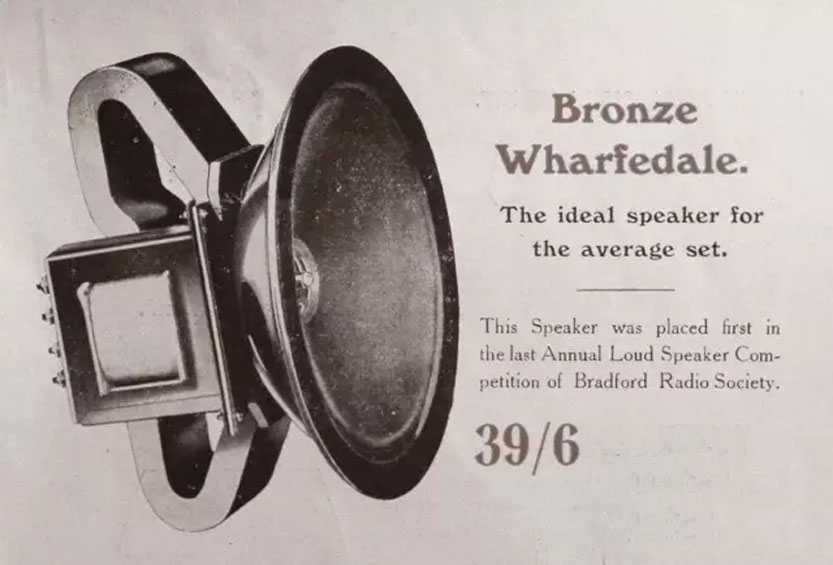 Bronze
Wharfedale.
The ideal speaker for
the average set.
This Speaker was placed first in
the last Annual Loud Speaker Com-
petition of Bradford Radio Society.
39/6